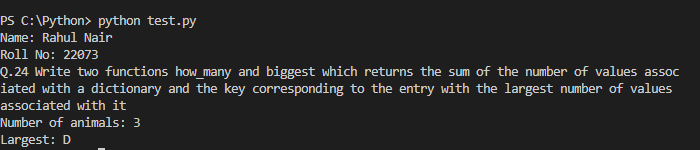 PS C:\Python> python test.py
Name: Rahul Nair
Roll No: 22073
Q.24 Write two functions how_many and biggest which returns the sum of the number of values assoc
iated with a dictionary and the key corresponding to the entry with the largest number of values
associated with it
Number of animals: 3
Largest: D